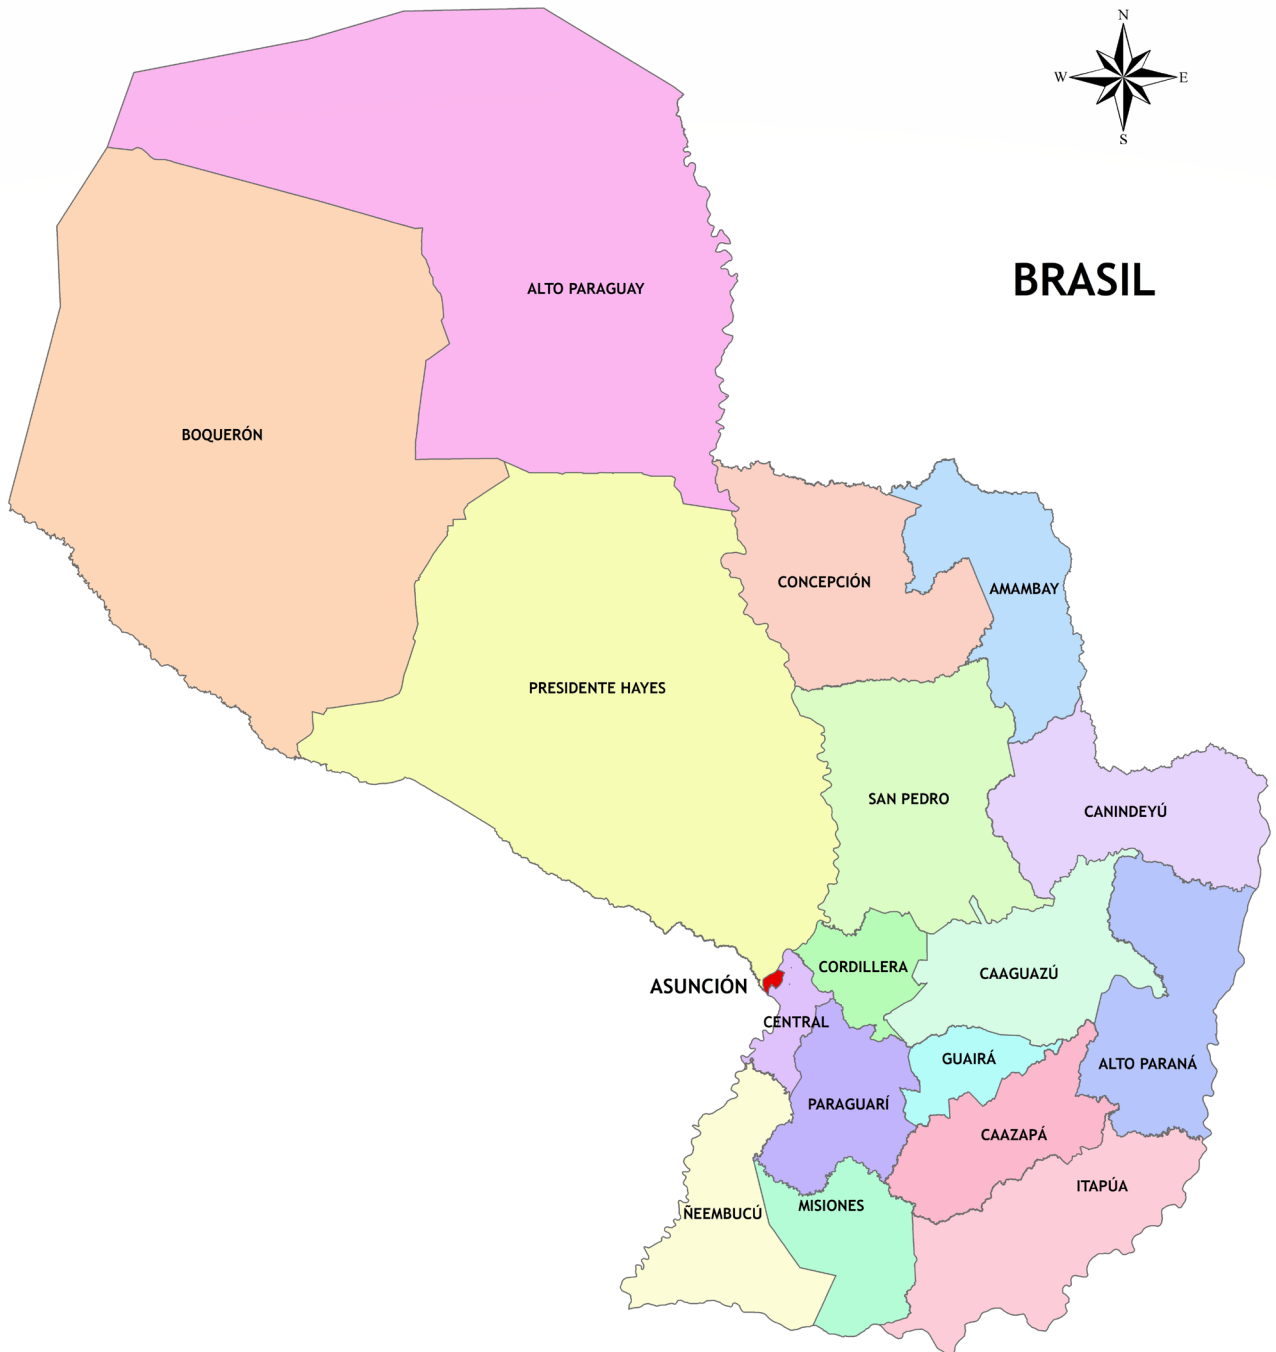 N
W E
S
BRASIL
ALTO PARAGUAY
BOQUERÓN
CONCEPCIÓN
AMAMBAY
PRESIDENTE HAYES
SAN PEDRO
CANINDEYÚ
CORDILLERA
CAAGUAZÚ
ASUNCIÓN
CENTRAL
GUAIRÁ
ALTO PARANÁ
PARAGUARÍ
CAAZAPÁ
ITAPÚA
MISIONES
ÑEEMBUCÚ